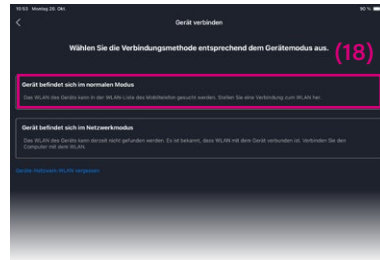 10:53 Montag 26. Okt.
90 %
Gerät verbinden
Wählen Sie die Verbindungsmethode entsprechend dem Gerätemodus aus.
(18)
Gerät befindet sich im normalen Modus
Das WLAN des Geräts kann in der WLAN-Liste des Mobiltelefon gesucht werden. Stellen Sie eine Verbindung zum WLAN her.
Gerät befindet sich im Netzwerkmodus
Das WLAN des Geräts kann derzeit nicht gefunden werden. Es ist bekannt, dass WLAN mit dem Gerät verbunden ist. Verbinden Sie den
Computer mit dem WLAN.
Geräte-Netzwerk-WLAN vergessen